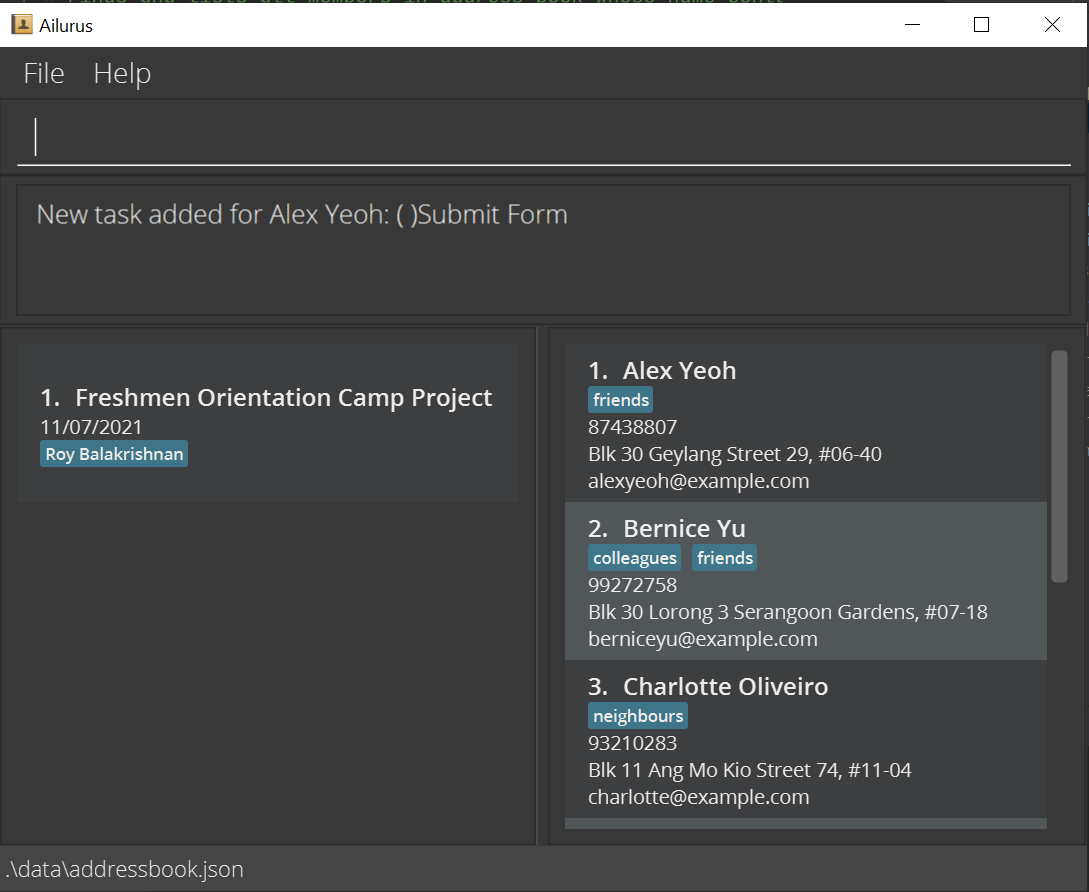 Ailurus
File Help
New task added for Alex Yeoh: ( )Submit Form
1. Freshmen Orientation Camp Project
11/07/2021
Roy Balakrishnan
1. Alex Yeoh
friends
87438807
Blk 30 Geylang Street 29, #06-40
alexyeoh@example.com
2. Bernice Yu
colleagues friends
99272758
Blk 30 Lorong 3 Serangoon Gardens, #07-18
berniceyu@example.com
3. Charlotte Oliveiro
neighbours
93210283
Blk 11 Ang Mo Kio Street 74, #11-04
charlotte@example.com
.\data\addressbook.json